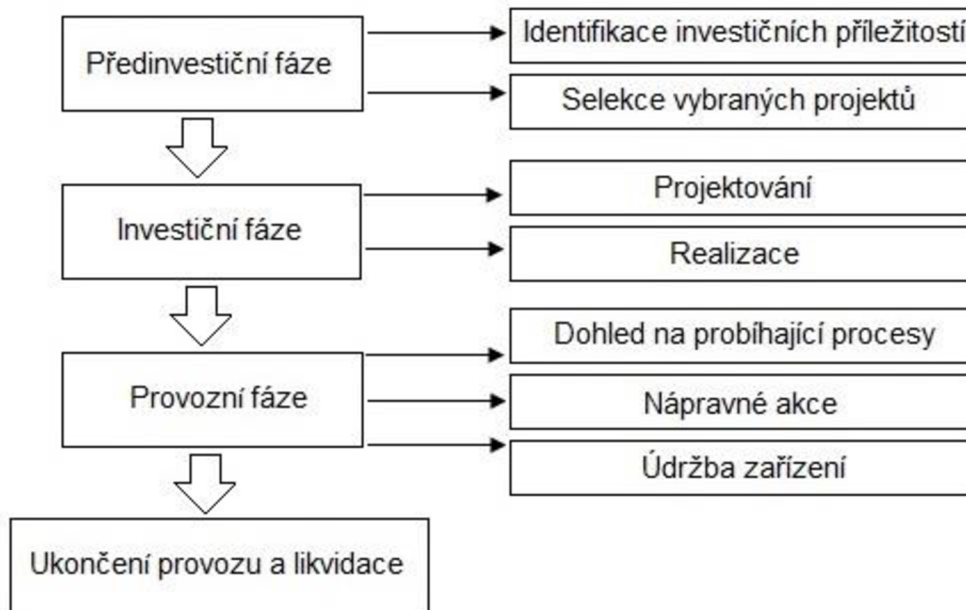 Předinvestiční fáze
Identifikace investičních příležitostí
Selekce vybraných projektů
Investiční fáze
Projektování
Realizace
Provozní fáze
Dohled na probíhající procesy
Nápravné akce
Údržba zařízení
Ukončení provozu a likvidace